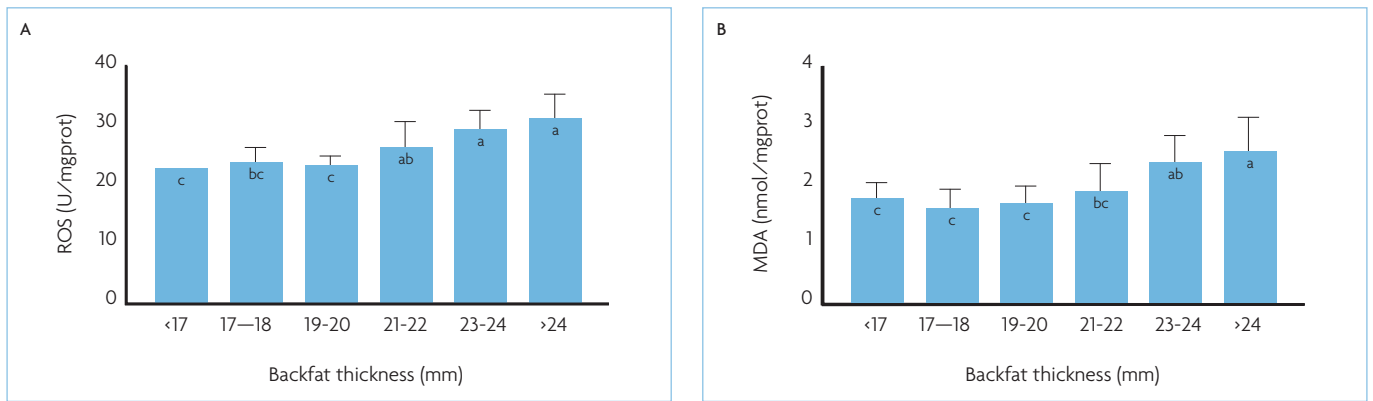 A
ROS (U/mgprot)
40
30
20
10
0
c
bc
c
ab
a
a
<17
17—18
19-20
21-22
23-24
>24
Backfat thickness (mm)
B
MDA (nmol/mgprot)
4
3
2
1
0
c
c
c
bc
ab
a
<17
17—18
19-20
21-22
23-24
>24
Backfat thickness (mm)